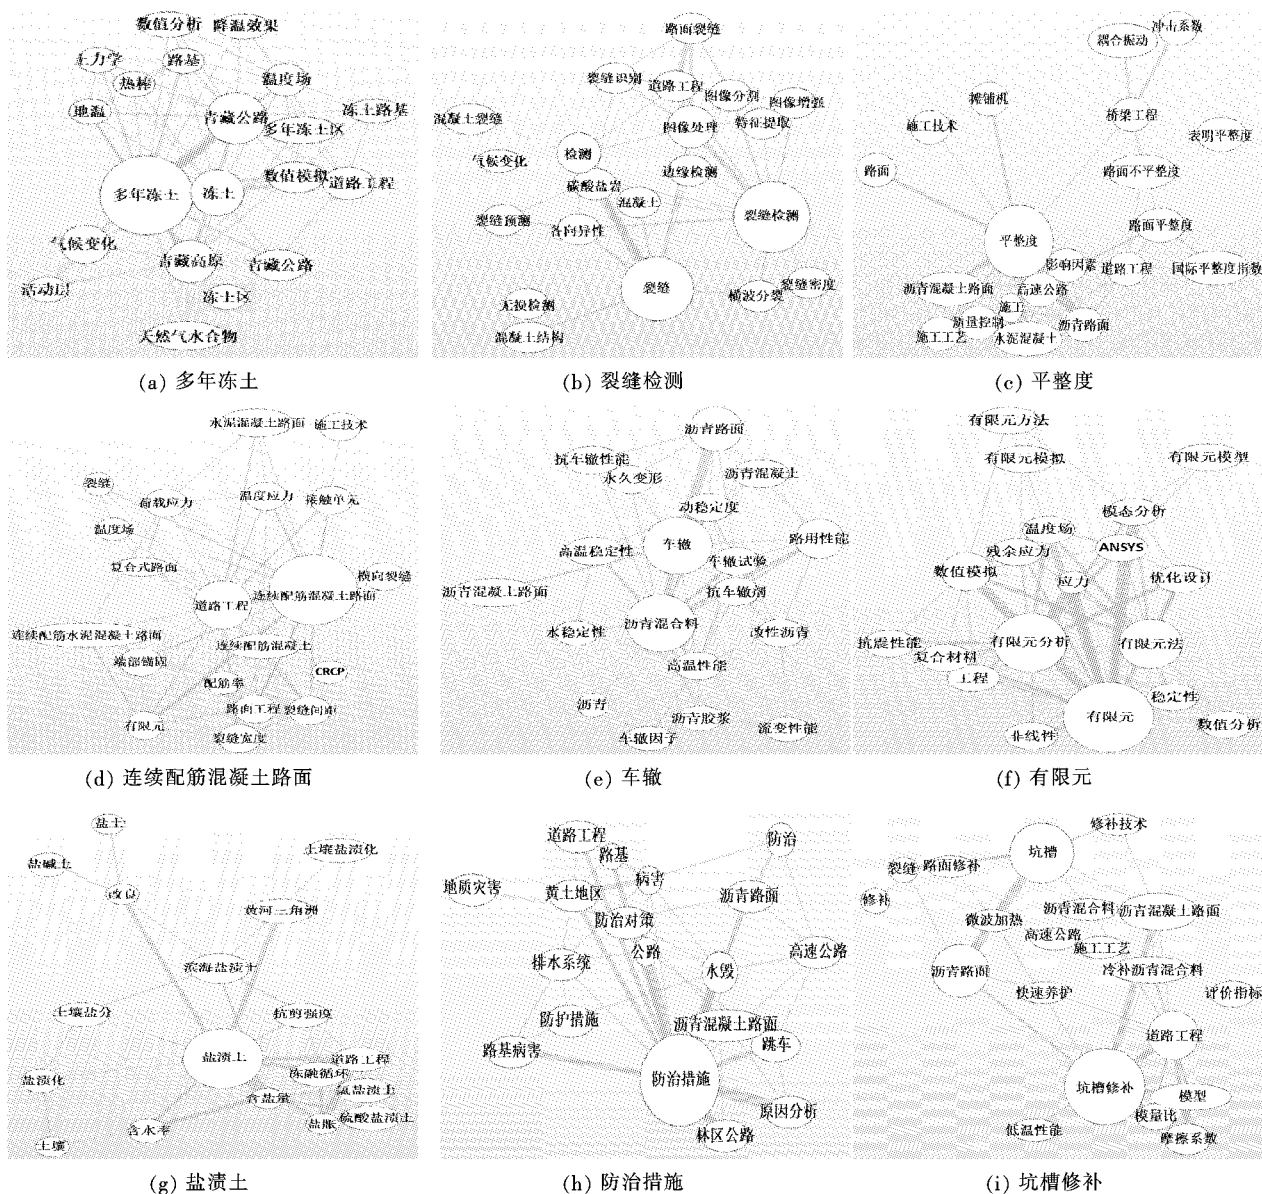 数值分析
降温效果
土力学
路基
热棒
温度场
地温
青藏公路
冻土路基
多年冻土区
多年冻土
冻土
数值模拟
道路工程
气候变化
青藏高原
青藏公路
活动层
冻土区
天然气水合物
(a) 多年冻土
路面裂缝
裂缝识别
道路工程
图像分割
图像增强
混凝土裂缝
图像处理
特征提取
气候变化
检测
边缘检测
碳酸盐岩
混凝土
裂缝检测
裂缝预测
各向异性
裂缝
横波分裂
裂缝密度
无损检测
混凝土结构
(b) 裂缝检测
冲击系数
耦合振动
摊铺机
施工技术
桥梁工程
表明平整度
路面
路面不平整度
平整度
路面平整度
影响因素
道路工程
国际平整度指数
沥青混凝土路面
高速公路
施工
质量控制
沥青路面
施工工艺
水泥混凝土
(c) 平整度
水泥混凝土路面
施工技术
裂缝
荷载应力
温度应力
接触单元
温度场
复合式路面
横向裂缝
连续配筋混凝土路面
道路工程
连续配筋水泥混凝土路面
连续配筋混凝土
端部锚固
CRCP
配筋率
路面工程
裂缝间距
有限元
裂缝宽度
(d) 连续配筋混凝土路面
沥青路面
抗车辙性能
永久变形
沥青混凝土
动稳定度
车辙
路用性能
高温稳定性
车辙试验
沥青混凝土路面
抗车辙剂
水稳定性
沥青混合料
改性沥青
高温性能
沥青
沥青胶浆
流变性能
车辙因子
(e) 车辙
有限元方法
有限元模拟
有限元模型
模态分析
温度场
残余应力
ANSYS
数值模拟
应力
优化设计
抗震性能
有限元分析
有限元法
复合材料
工程
稳定性
有限元
数值分析
非线性
(f) 有限元
盐土
盐碱土
土壤盐渍化
改良
黄河三角洲
滨海盐渍土
土壤盐分
抗剪强度
盐渍土
道路工程
冻融循环
盐渍化
氯盐渍土
含盐量
硫酸盐渍土
盐胀
含水率
土壤
(g) 盐渍土
道路工程
防治
路基
地质灾害
黄土地区
病害
沥青路面
防治对策
公路
高速公路
排水系统
水毁
防护措施
沥青混凝土路面
路基病害
跳车
防治措施
原因分析
林区公路
(h) 防治措施
修补技术
坑槽
裂缝
路面修补
修补
沥青混合料
沥青混凝土路面
微波加热
高速公路
施工工艺
沥青路面
冷补沥青混合料
快速养护
评价指标
道路工程
坑槽修补
模型
模量比
低温性能
摩擦系数
(i) 坑槽修补